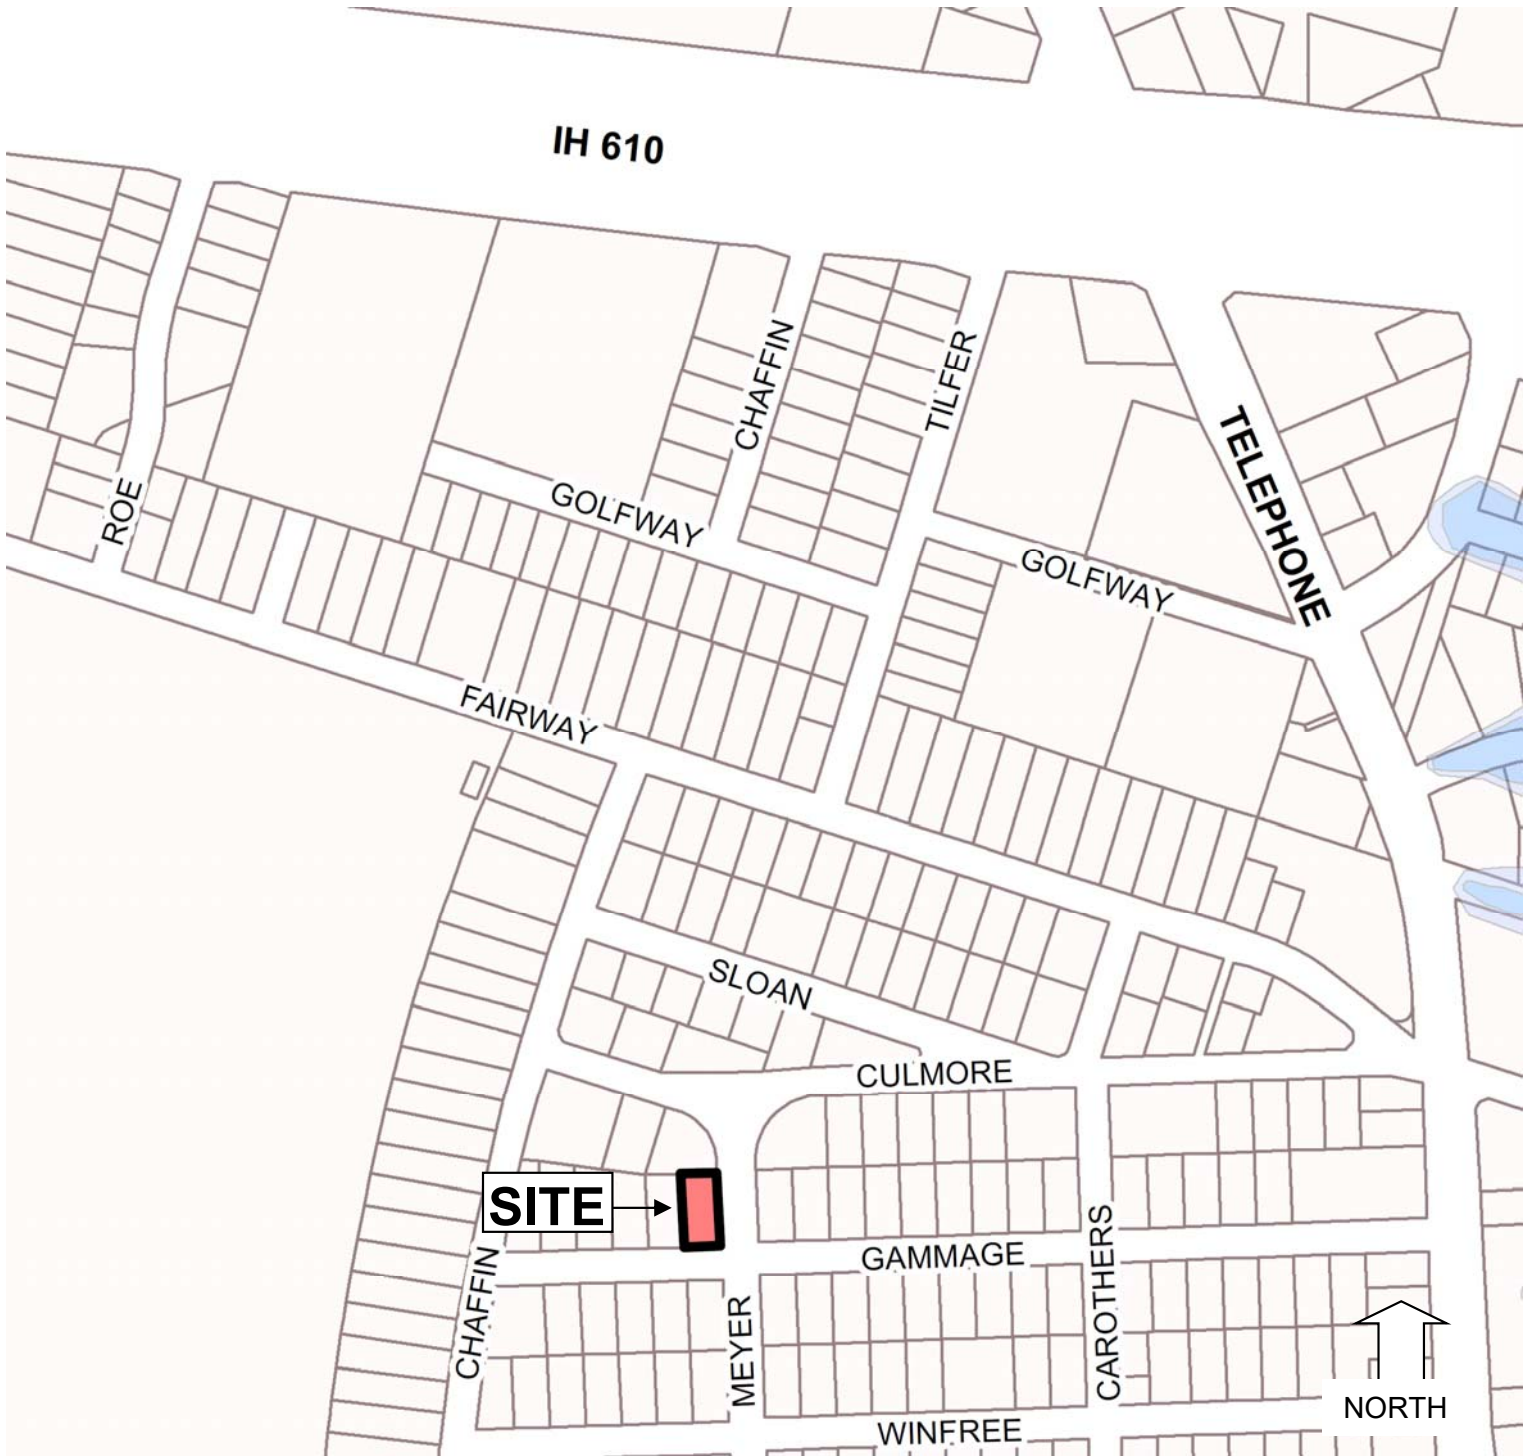 IH 610
CHAFFIN
TILFER
TELEPHONE
ROE
GOLFWAY
GOLFWAY
FAIRWAY
SLOAN
CULMORE
SITE
GAMMAGE
CAROTHERS
CHAFFIN
MEYER
NORTH
WINFREE